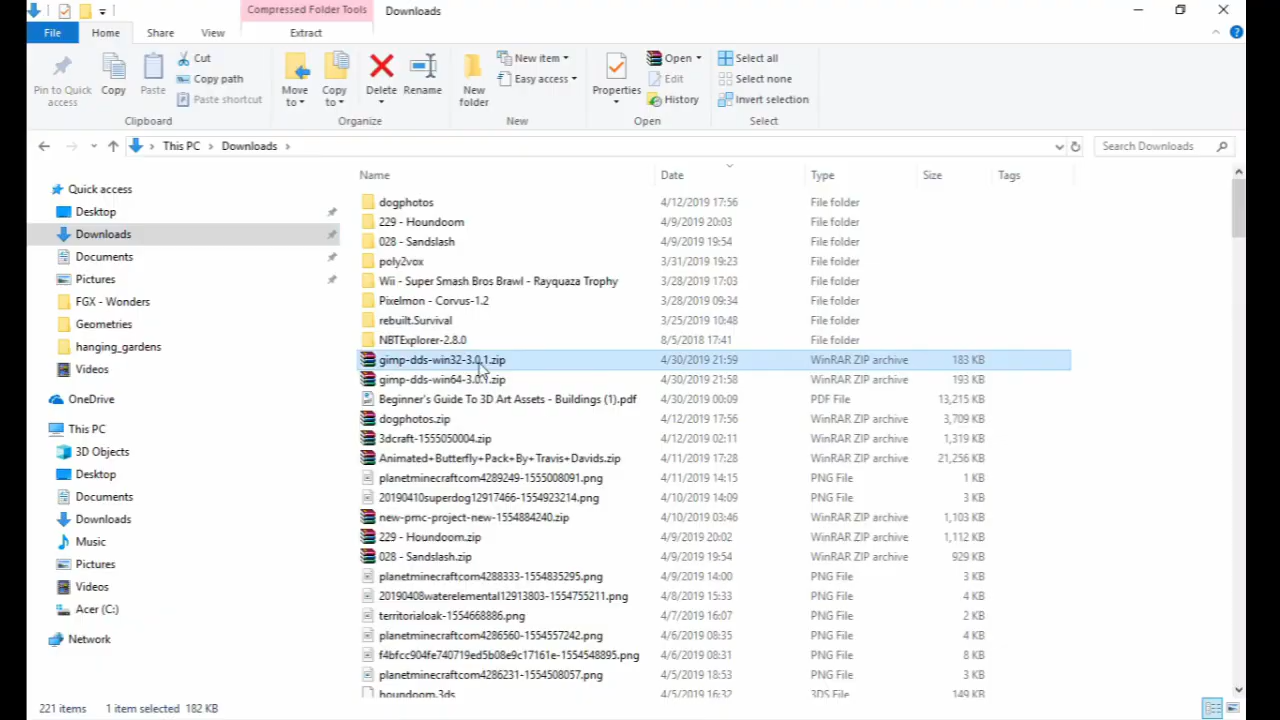 Compressed Folder Tools
Downloads
File
Home
Share
View
Extract
Pin to Quick access
Copy
Paste
Cut
Copy path
Paste shortcut
Clipboard
Move to
Copy to
Delete
Rename
Organize
New folder
New item
Easy access
New
Properties
Open
Edit
History
Open
Select all
Select none
Invert selection
Select
This PC > Downloads >
Search Downloads
Name Date Type Size Tags
Quick access
Desktop
Downloads
Documents
Pictures
FGX - Wonders
Geometries
hanging_gardens
Videos
OneDrive
This PC
3D Objects
Desktop
Documents
Downloads
Music
Pictures
Videos
Acer (C:)
Network
dogphotos 4/12/2019 17:56 File folder
229 - Houndoom 4/9/2019 20:03 File folder
028 - Sandslash 4/9/2019 19:54 File folder
poly2vox 3/31/2019 19:23 File folder
Wii - Super Smash Bros Brawl - Rayquaza Trophy 3/28/2019 17:03 File folder
Pixelmon - Corvus-1.2 3/28/2019 09:34 File folder
rebuilt.Survival 3/25/2019 10:48 File folder
NBTExplorer-2.8.0 8/5/2018 17:41 File folder
gimp-dds-win32-3.0.1.zip 4/30/2019 21:59 WinRAR ZIP archive 183 KB
gimp-dds-win64-3.0.1.zip 4/30/2019 21:58 WinRAR ZIP archive 193 KB
Beginner's Guide To 3D Art Assets - Buildings (1).pdf 4/30/2019 00:09 PDF File 13,215 KB
dogphotos.zip 4/12/2019 17:56 WinRAR ZIP archive 3,709 KB
3dcraft-1555050004.zip 4/12/2019 02:11 WinRAR ZIP archive 1,319 KB
Animated+Butterfly+Pack+By+Travis+Davids.zip 4/11/2019 17:28 WinRAR ZIP archive 21,256 KB
planetminecraftcom4289249-1555008091.png 4/11/2019 14:15 PNG File 1 KB
20190410superdog12917466-1554923214.png 4/10/2019 14:09 PNG File 3 KB
new-pmc-project-new-1554884240.zip 4/10/2019 03:46 WinRAR ZIP archive 1,103 KB
229 - Houndoom.zip 4/9/2019 20:02 WinRAR ZIP archive 1,112 KB
028 - Sandslash.zip 4/9/2019 19:54 WinRAR ZIP archive 929 KB
planetminecraftcom4288333-1554835295.png 4/9/2019 14:00 PNG File 3 KB
20190408waterelemental12913803-1554755211.png 4/8/2019 15:33 PNG File 3 KB
territorialoak-1554668886.png 4/7/2019 16:07 PNG File 2 KB
planetminecraftcom4286560-1554557242.png 4/6/2019 08:35 PNG File 4 KB
f4bfcc904fe740719ed5b08e9c17161e-1554548895.png 4/6/2019 08:31 PNG File 8 KB
planetminecraftcom4286231-1554508057.png 4/5/2019 18:53 PNG File 3 KB
houndoom.3ds 4/5/2019 16:32 3DS File 149 KB
221 items 1 item selected 182 KB